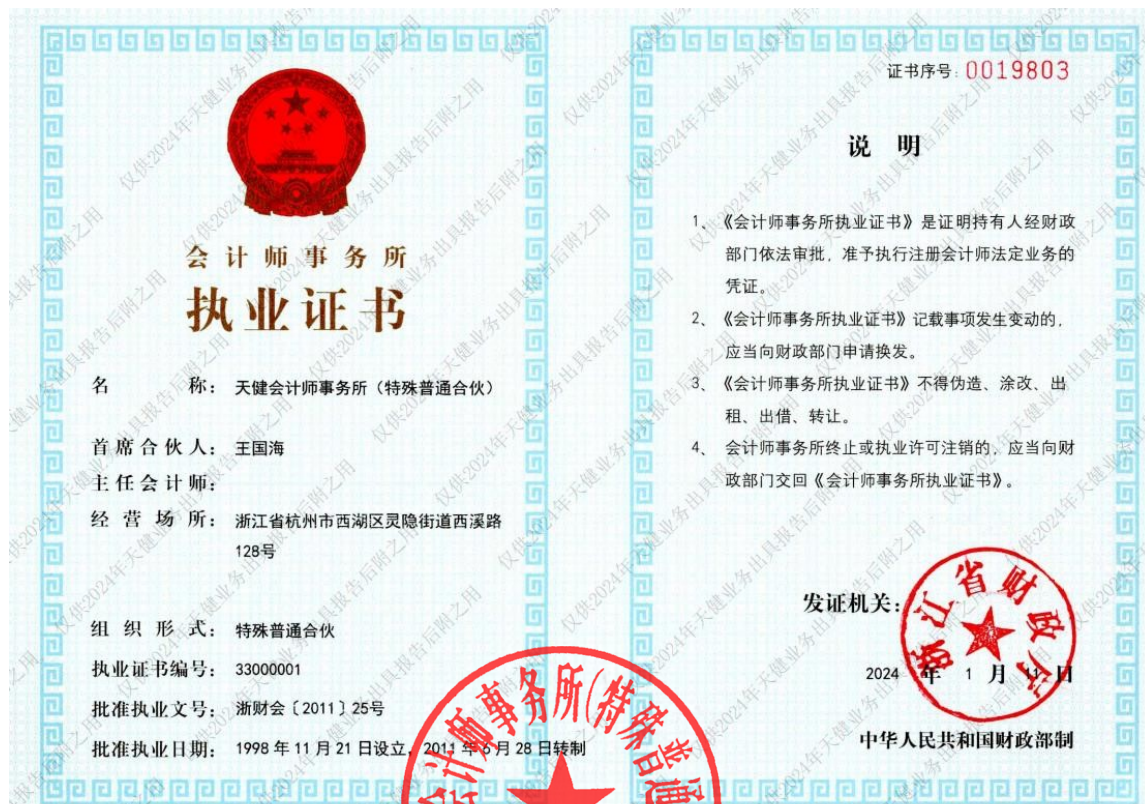 会计师事务所
执业证书
名 称： 天健会计师事务所（特殊普通合伙）
首席合伙人： 王国海
主任会计师：
经营场所： 浙江省杭州市西湖区灵隐街道西溪路
128号
组织形式： 特殊普通合伙
执业证书编号： 33000001
批准执业文号： 浙财会〔2011〕25号
批准执业日期： 1998年11月21日设立，2011年6月28日转制
计师事务所(特殊普通
证书序号：0019803
说 明
1、《会计师事务所执业证书》是证明持有人经财政
部门依法审批，准予执行注册会计师法定业务的
凭证。
2、《会计师事务所执业证书》记载事项发生变动的，
应当向财政部门申请换发。
3、《会计师事务所执业证书》不得伪造、涂改、出
租、出借、转让。
4、会计师事务所终止或执业许可注销的，应当向财
政部门交回《会计师事务所执业证书》。
发证机关：
浙江省财政厅
2024 年 1 月 11 日
中华人民共和国财政部制
仅供2024年天健业务出具报告后附之用